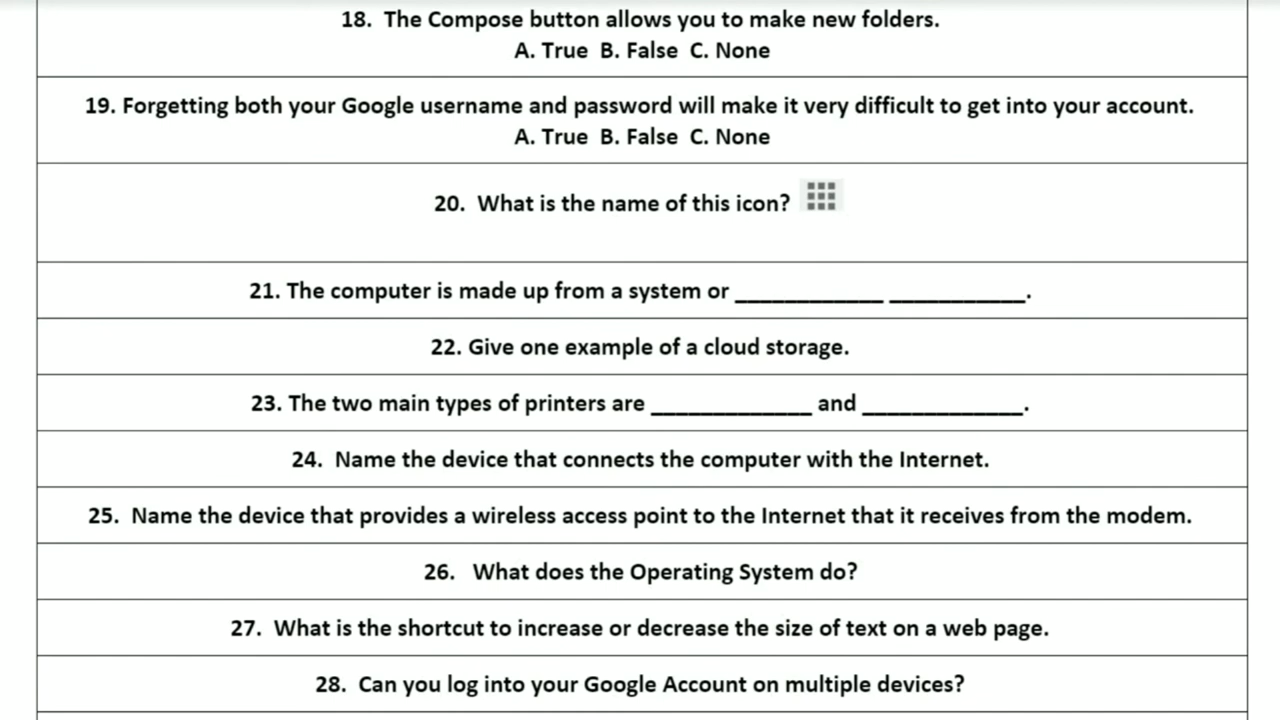 18. The Compose button allows you to make new folders.
A. True B. False C. None
19. Forgetting both your Google username and password will make it very difficult to get into your account.
A. True B. False C. None
20. What is the name of this icon?
21. The computer is made up from a system or ____________ ___________.
22. Give one example of a cloud storage.
23. The two main types of printers are _____________ and _____________.
24. Name the device that connects the computer with the Internet.
25. Name the device that provides a wireless access point to the Internet that it receives from the modem.
26. What does the Operating System do?
27. What is the shortcut to increase or decrease the size of text on a web page.
28. Can you log into your Google Account on multiple devices?